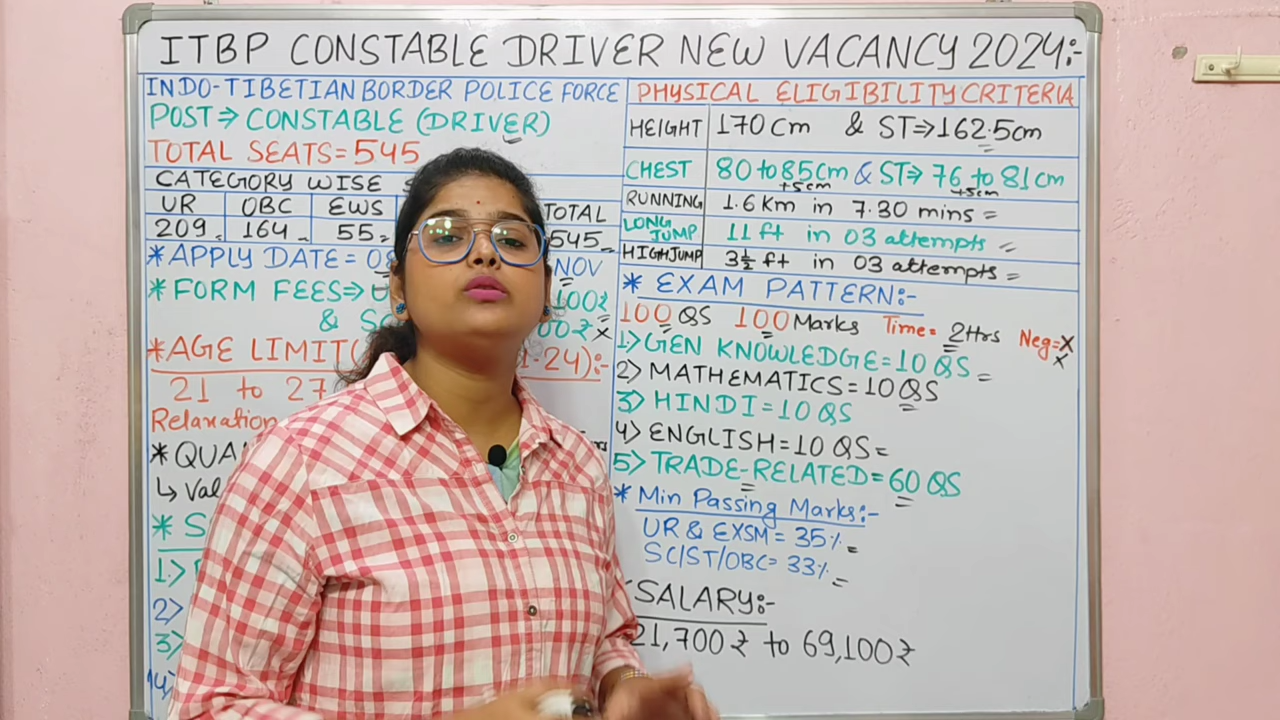 ITBP CONSTABLE DRIVER NEW VACANCY 2024:-
INDO-TIBETIAN BORDER POLICE FORCE
POST⇒ CONSTABLE (DRIVER)
TOTAL SEATS=545
CATEGORY WISE
UR OBC EWS TOTAL
209 164 55 545
*APPLY DATE= NOV
*FORM FEES⇒ 100₹
& 
*AGE LIMIT( -24):-
21 to 27
Relaxation
*
↳
*
1.>
2>
3>
4>
PHYSICAL ELIGIBILITY CRITERIA
HEIGHT 170 cm & ST⇒162.5cm
CHEST 80 to 85cm & ST⇒ 76 to 81 cm
+5cm +5cm
RUNNING 1.6 Km in 7.30 mins
LONG JUMP 11 ft in 03 attempts
HIGH JUMP 3½ ft in 03 attempts
* EXAM PATTERN:-
100 QS 100 Marks Time= 2Hrs Neg=X
X
1>GEN KNOWLEDGE=10 QS
2> MATHEMATICS=10 QS
3> HINDI=10 QS
4> ENGLISH=10 QS
5> TRADE-RELATED=60 QS
* Min Passing Marks:-
UR & EXSM = 35%
SC/ST/OBC= 33%
SALARY:-
21,700₹ to 69,100₹